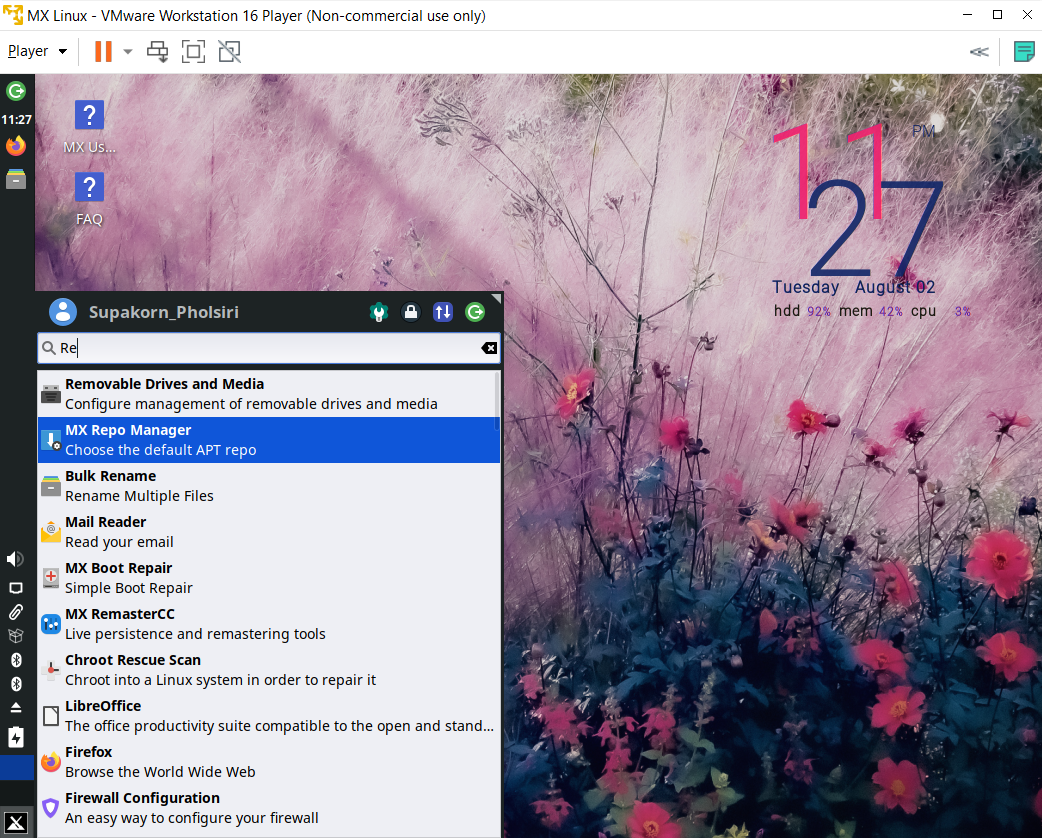 MX Linux - VMware Workstation 16 Player (Non-commercial use only)
Player
11:27
MX Us...
FAQ
11 PM
27
Tuesday August 02
hdd 92% mem 42% cpu 3%
Supakorn_Pholsiri
Re
Removable Drives and Media
Configure management of removable drives and media
MX Repo Manager
Choose the default APT repo
Bulk Rename
Rename Multiple Files
Mail Reader
Read your email
MX Boot Repair
Simple Boot Repair
MX RemasterCC
Live persistence and remastering tools
Chroot Rescue Scan
Chroot into a Linux system in order to repair it
LibreOffice
The office productivity suite compatible to the open and stand...
Firefox
Browse the World Wide Web
Firewall Configuration
An easy way to configure your firewall